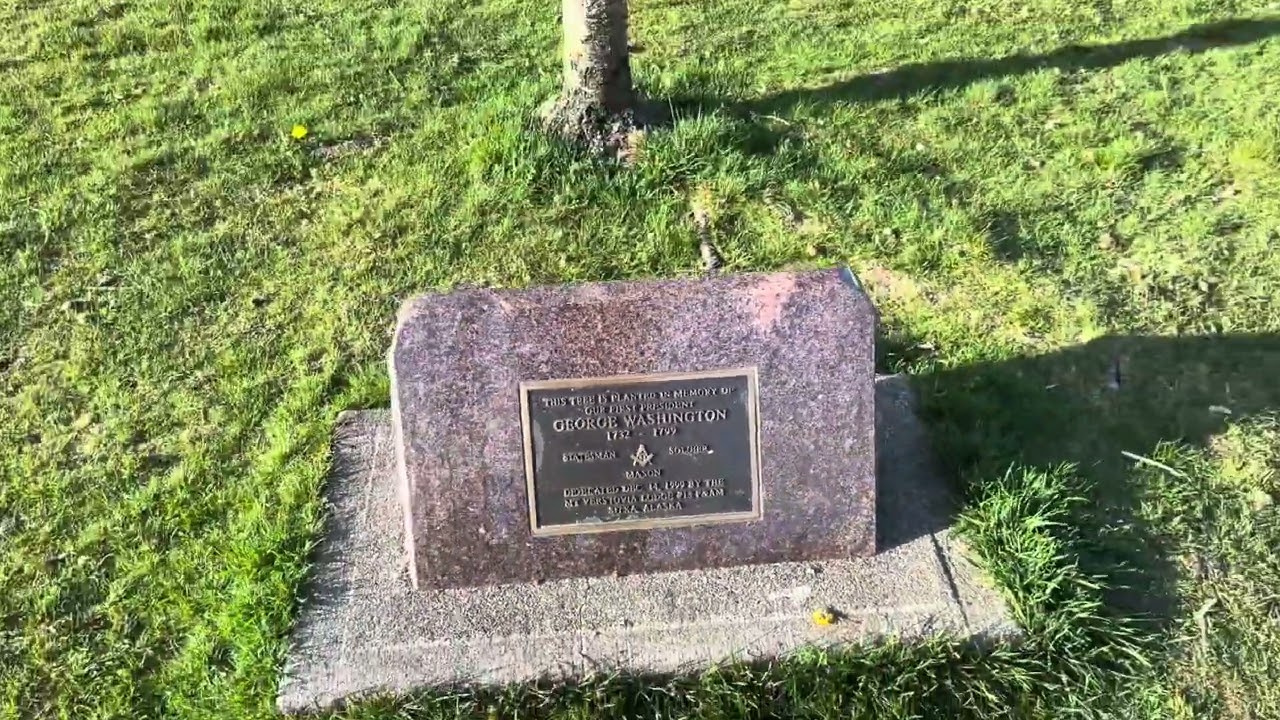 THIS TREE IS PLANTED IN MEMORY OF
OUR FIRST PRESIDENT
GEORGE WASHINGTON
1732 - 1799
STATESMAN SOLDIER
MASON
DEDICATED DEC. 14, 1999 BY THE
MT VERSTOVIA LODGE #18 F&AM
SITKA, ALASKA